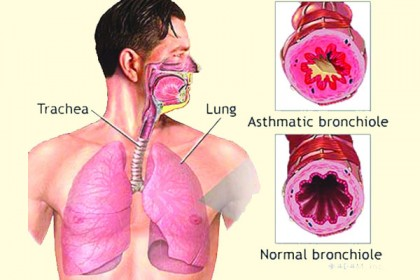 Trachea
Lung
Asthmatic bronchiole
Normal bronchiole